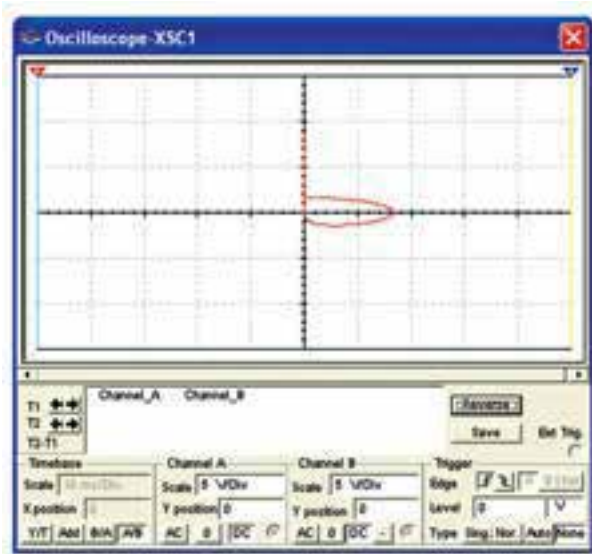 Oscilloscope-XSC1
Channel_A Channel_B
T1
T2
T2-T1
Reverse
Save
Ext Trig.
Timebase
Scale
X position
Y/T Add B/A A/B
Channel A
Scale 5 V/Div
Y position 0
AC 0 DC
Channel B
Scale 5 V/Div
Y position 0
AC 0 DC -
Trigger
Edge
Level 0 V
Type Sing. Nor. Auto None